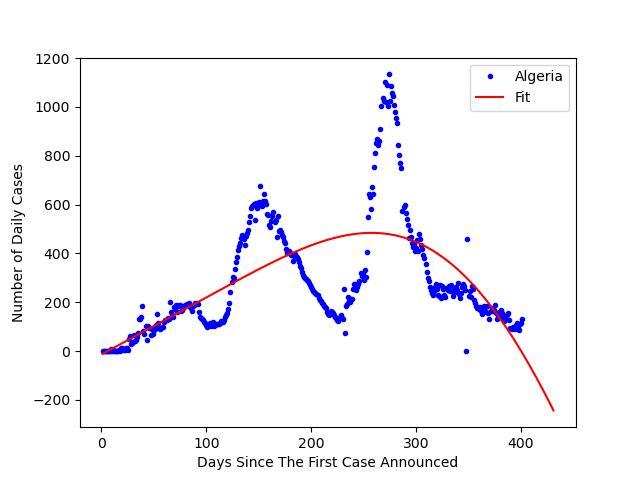 1200
1000
800
600
400
200
0
−200
0 100 200 300 400
Number of Daily Cases
Days Since The First Case Announced
Algeria
Fit